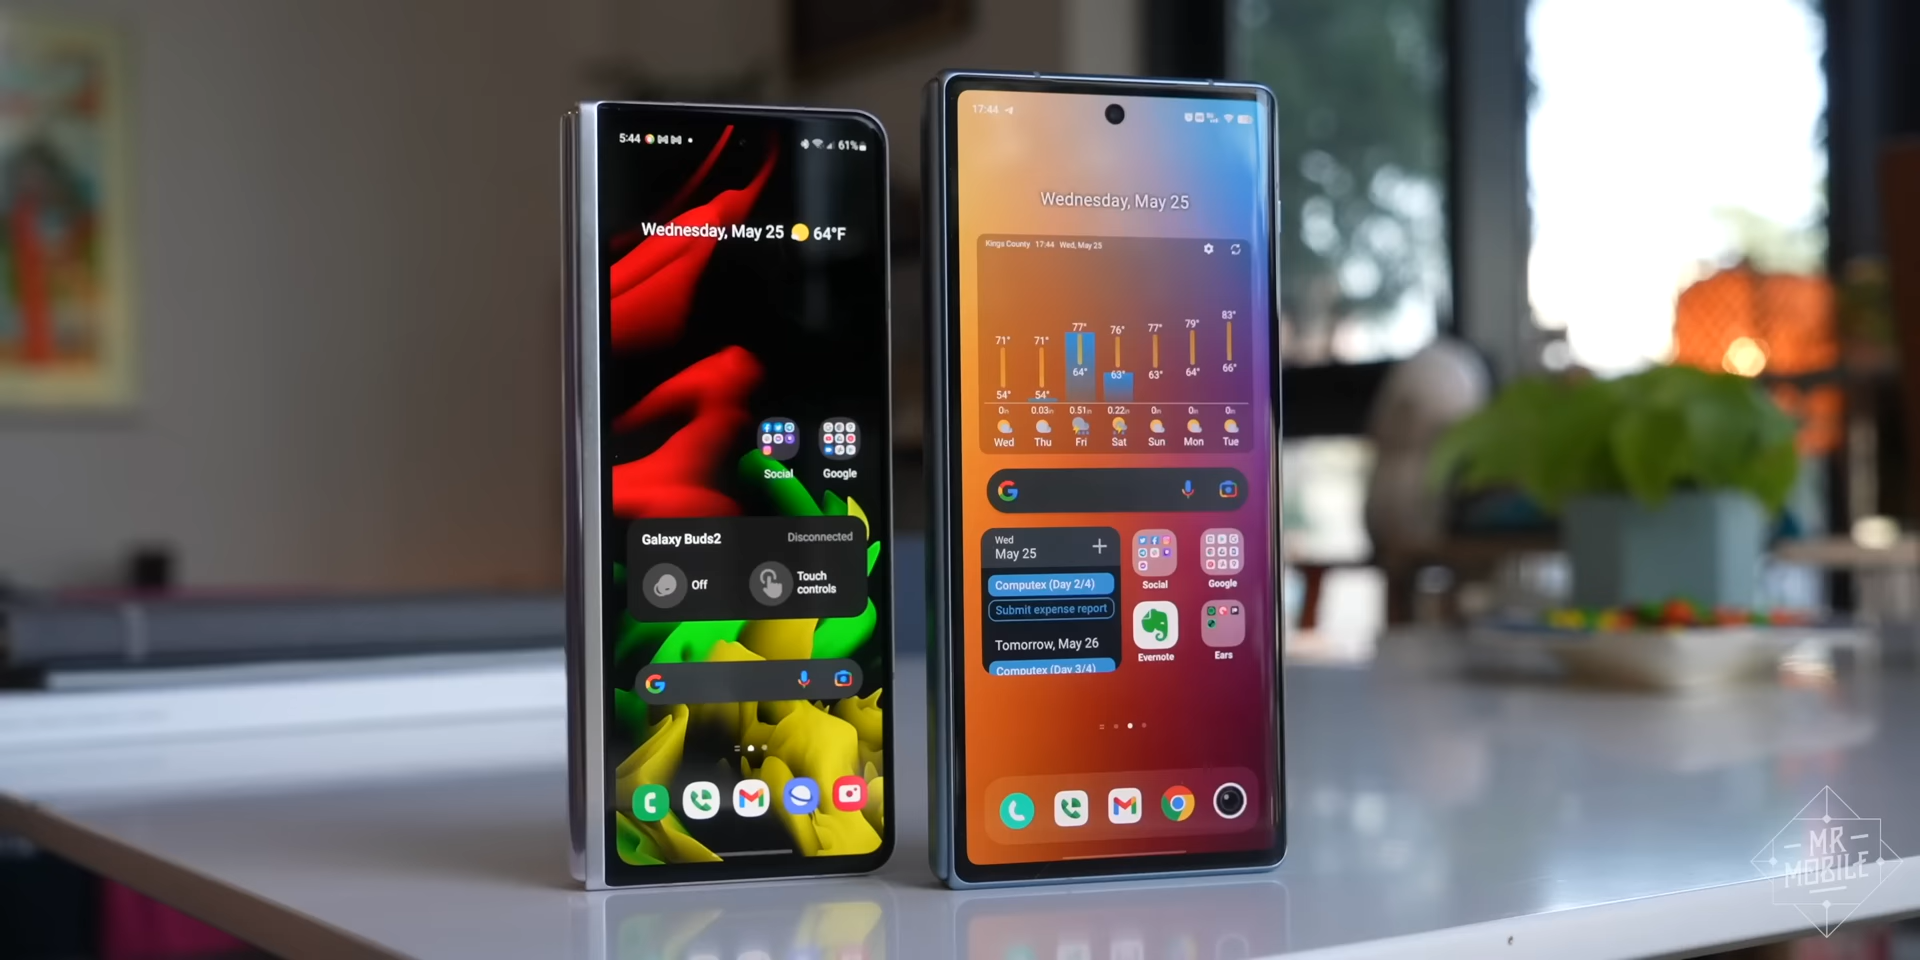 5:44
61%
Wednesday, May 25 64°F
Social
Google
Galaxy Buds2
Disconnected
Off
Touch
controls
17:44
Wednesday, May 25
Kings County 17:44 Wed, May 25
71° 71° 77° 76° 77° 79° 83°
54° 54° 64° 63° 63° 64° 66°
0in 0.03in 0.51in 0.22in 0in 0in 0in
Wed Thu Fri Sat Sun Mon Tue
Wed
May 25
Computex (Day 2/4)
Submit expense report
Tomorrow, May 26
Computex (Day 3/4)
Social
Google
Evernote
Ears
MR
MOBILE